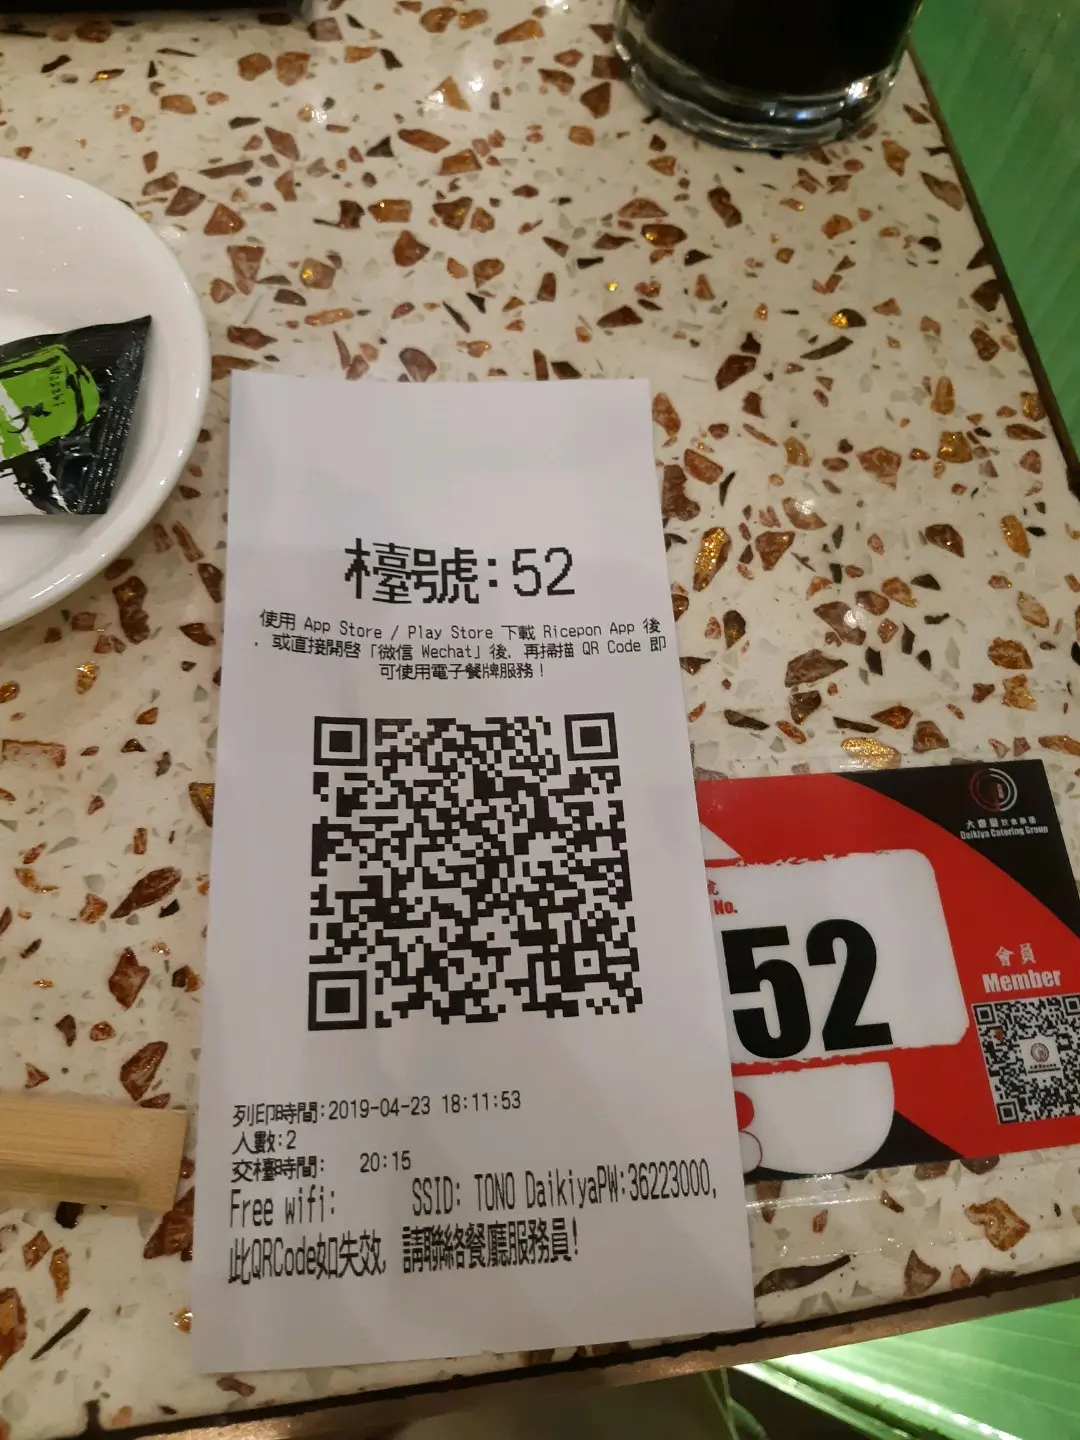 檯號:52
使用 App Store / Play Store 下載 Ricepon App 後
，或直接開啓「微信 Wechat」後，再掃描 QR Code 即
可使用電子餐牌服務！
列印時間:2019-04-23 18:11:53
人數:2
交檯時間: 20:15
Free wifi: SSID: TONO DaikiyaPW:36223000,
此QRCode如失效, 請聯絡餐廳服務員!
Daikiya Catering Group
No.
52
會員
Member